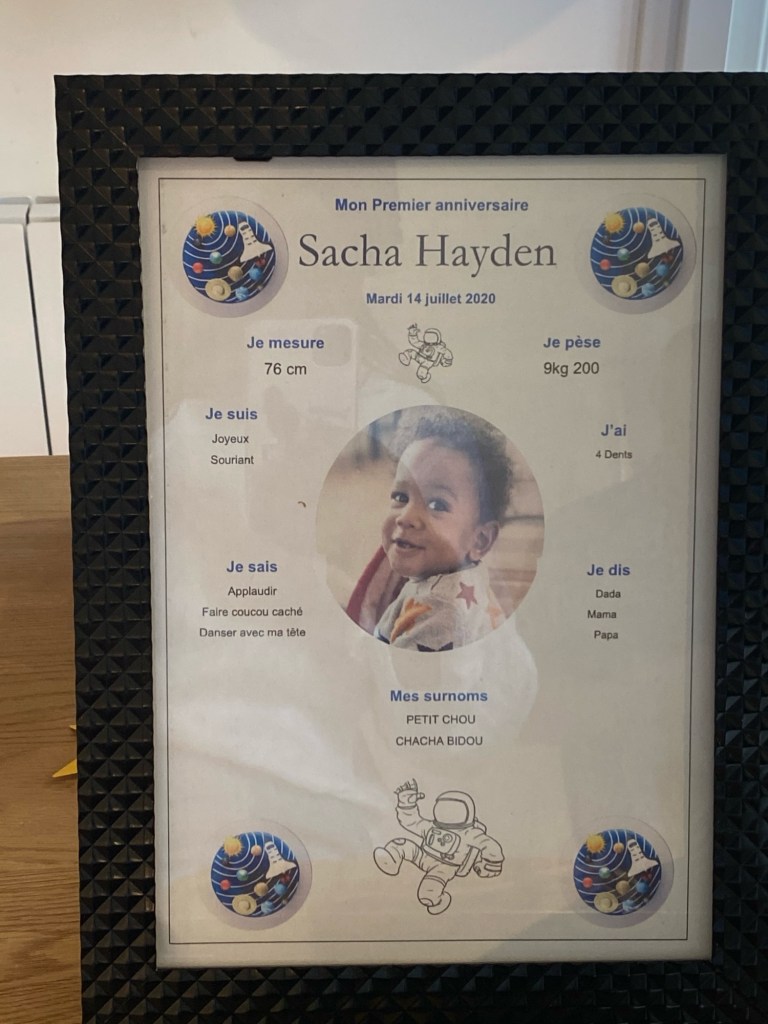 Mon Premier anniversaire
Sacha Hayden
Mardi 14 juillet 2020
Je mesure
76 cm
Je pèse
9kg 200
Je suis
Joyeux
Souriant
J'ai
4 Dents
Je sais
Applaudir
Faire coucou caché
Danser avec ma tête
Je dis
Dada
Mama
Papa
Mes surnoms
PETIT CHOU
CHACHA BIDOU